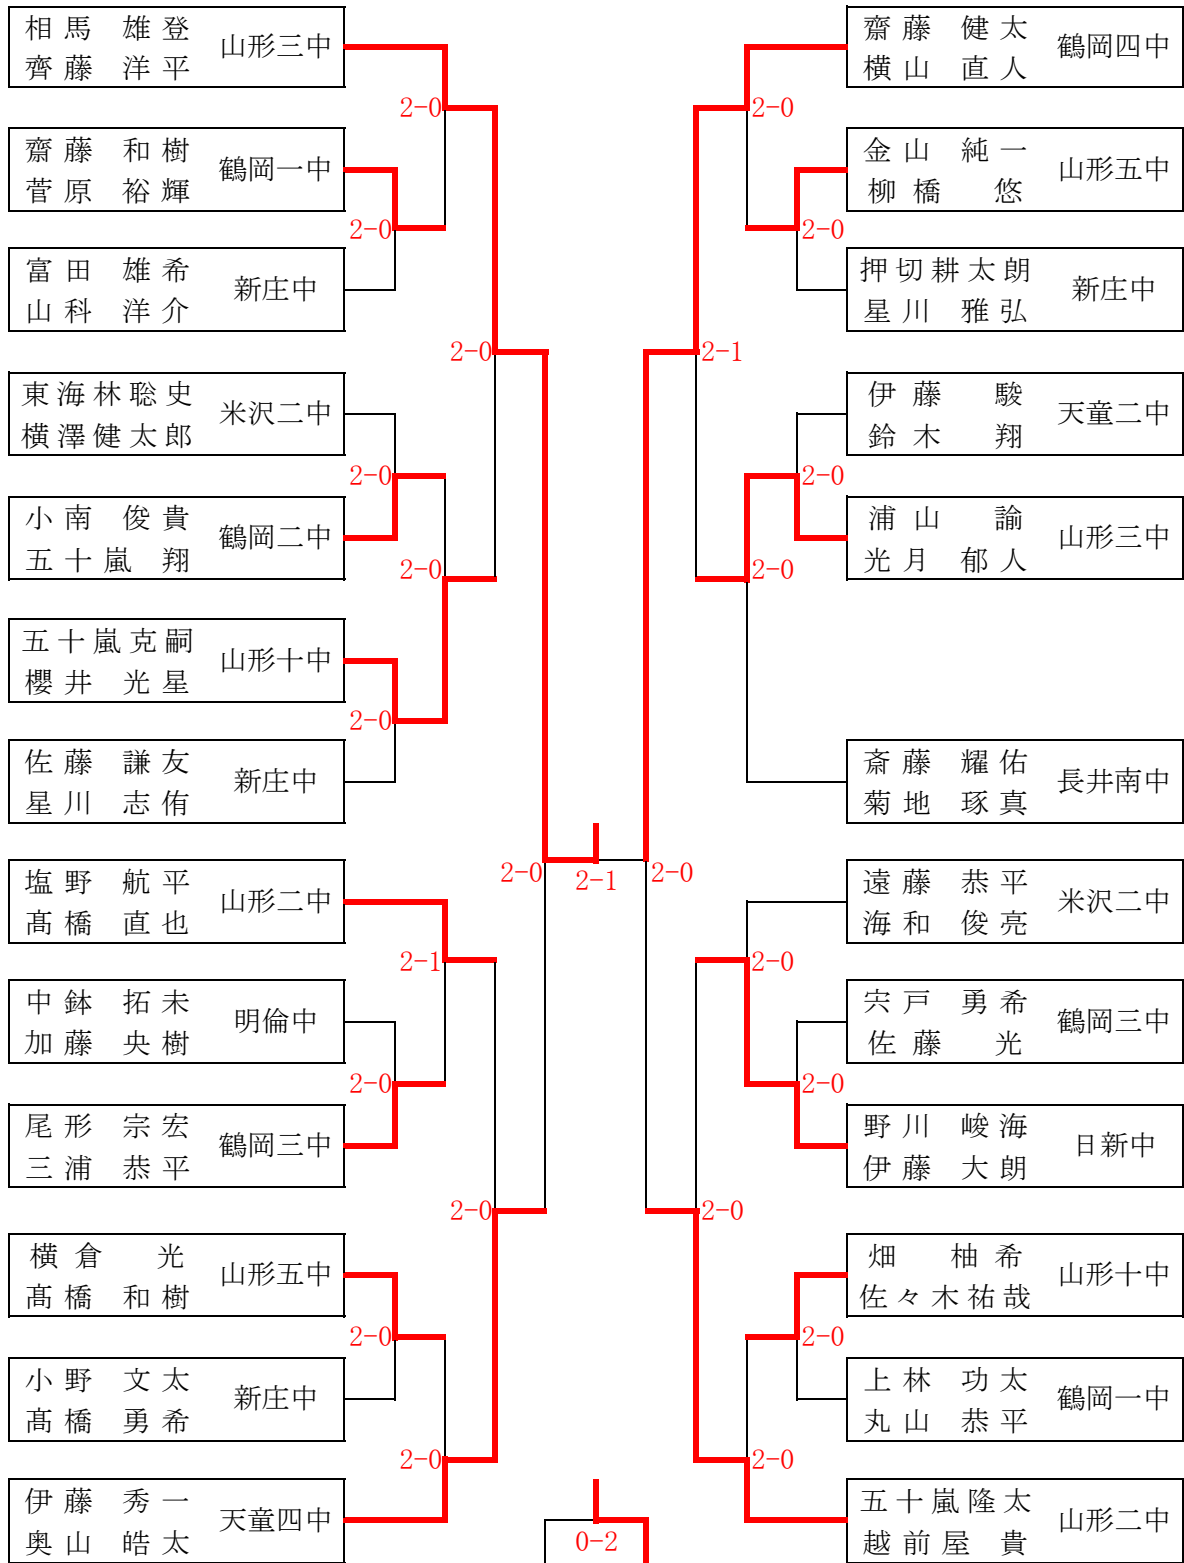 相馬 雄登
齊藤 洋平
山形三中
2-0
齋藤 和樹
菅原 裕輝
鶴岡一中
2-0
富田 雄希
山科 洋介
新庄中
2-0
東海林聡史
横澤健太郎
米沢二中
2-0
小南 俊貴
五十嵐 翔
鶴岡二中
2-0
五十嵐克嗣
櫻井 光星
山形十中
2-0
佐藤 謙友
星川 志侑
新庄中
塩野 航平
髙橋 直也
山形二中
2-1
中鉢 拓未
加藤 央樹
明倫中
2-0
尾形 宗宏
三浦 恭平
鶴岡三中
2-0
横倉 光
髙橋 和樹
山形五中
2-0
小野 文太
髙橋 勇希
新庄中
2-0
伊藤 秀一
奥山 皓太
天童四中
2-0
2-1
2-0
0-2
齋藤 健太
横山 直人
鶴岡四中
2-0
金山 純一
柳橋 悠
山形五中
2-0
押切耕太朗
星川 雅弘
新庄中
2-1
伊藤 駿
鈴木 翔
天童二中
2-0
浦山 諭
光月 郁人
山形三中
2-0
斎藤 耀佑
菊地 琢真
長井南中
遠藤 恭平
海和 俊亮
米沢二中
2-0
宍戸 勇希
佐藤 光
鶴岡三中
2-0
野川 峻海
伊藤 大朗
日新中
2-0
畑 柚希
佐々木祐哉
山形十中
2-0
上林 功太
丸山 恭平
鶴岡一中
2-0
五十嵐隆太
越前屋 貴
山形二中